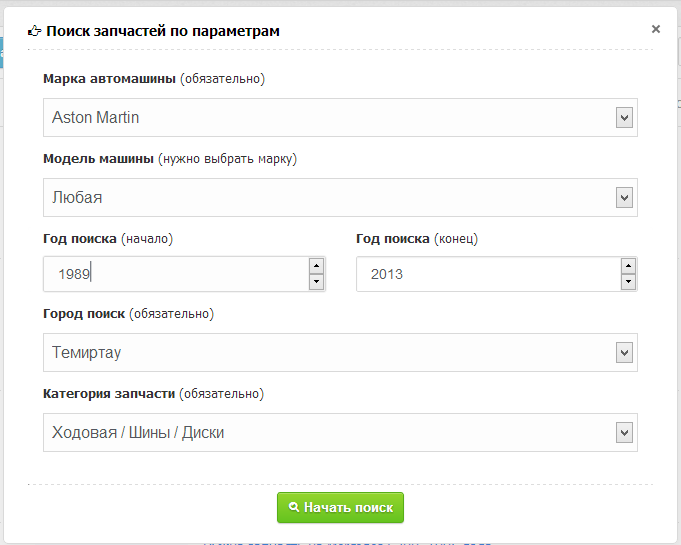 Поиск запчастей по параметрам
×
Марка автомашины (обязательно)
Aston Martin
Модель машины (нужно выбрать марку)
Любая
Год поиска (начало) Год поиска (конец)
1989 2013
Город поиск (обязательно)
Темиртау
Категория запчасти (обязательно)
Ходовая / Шины / Диски
Начать поиск